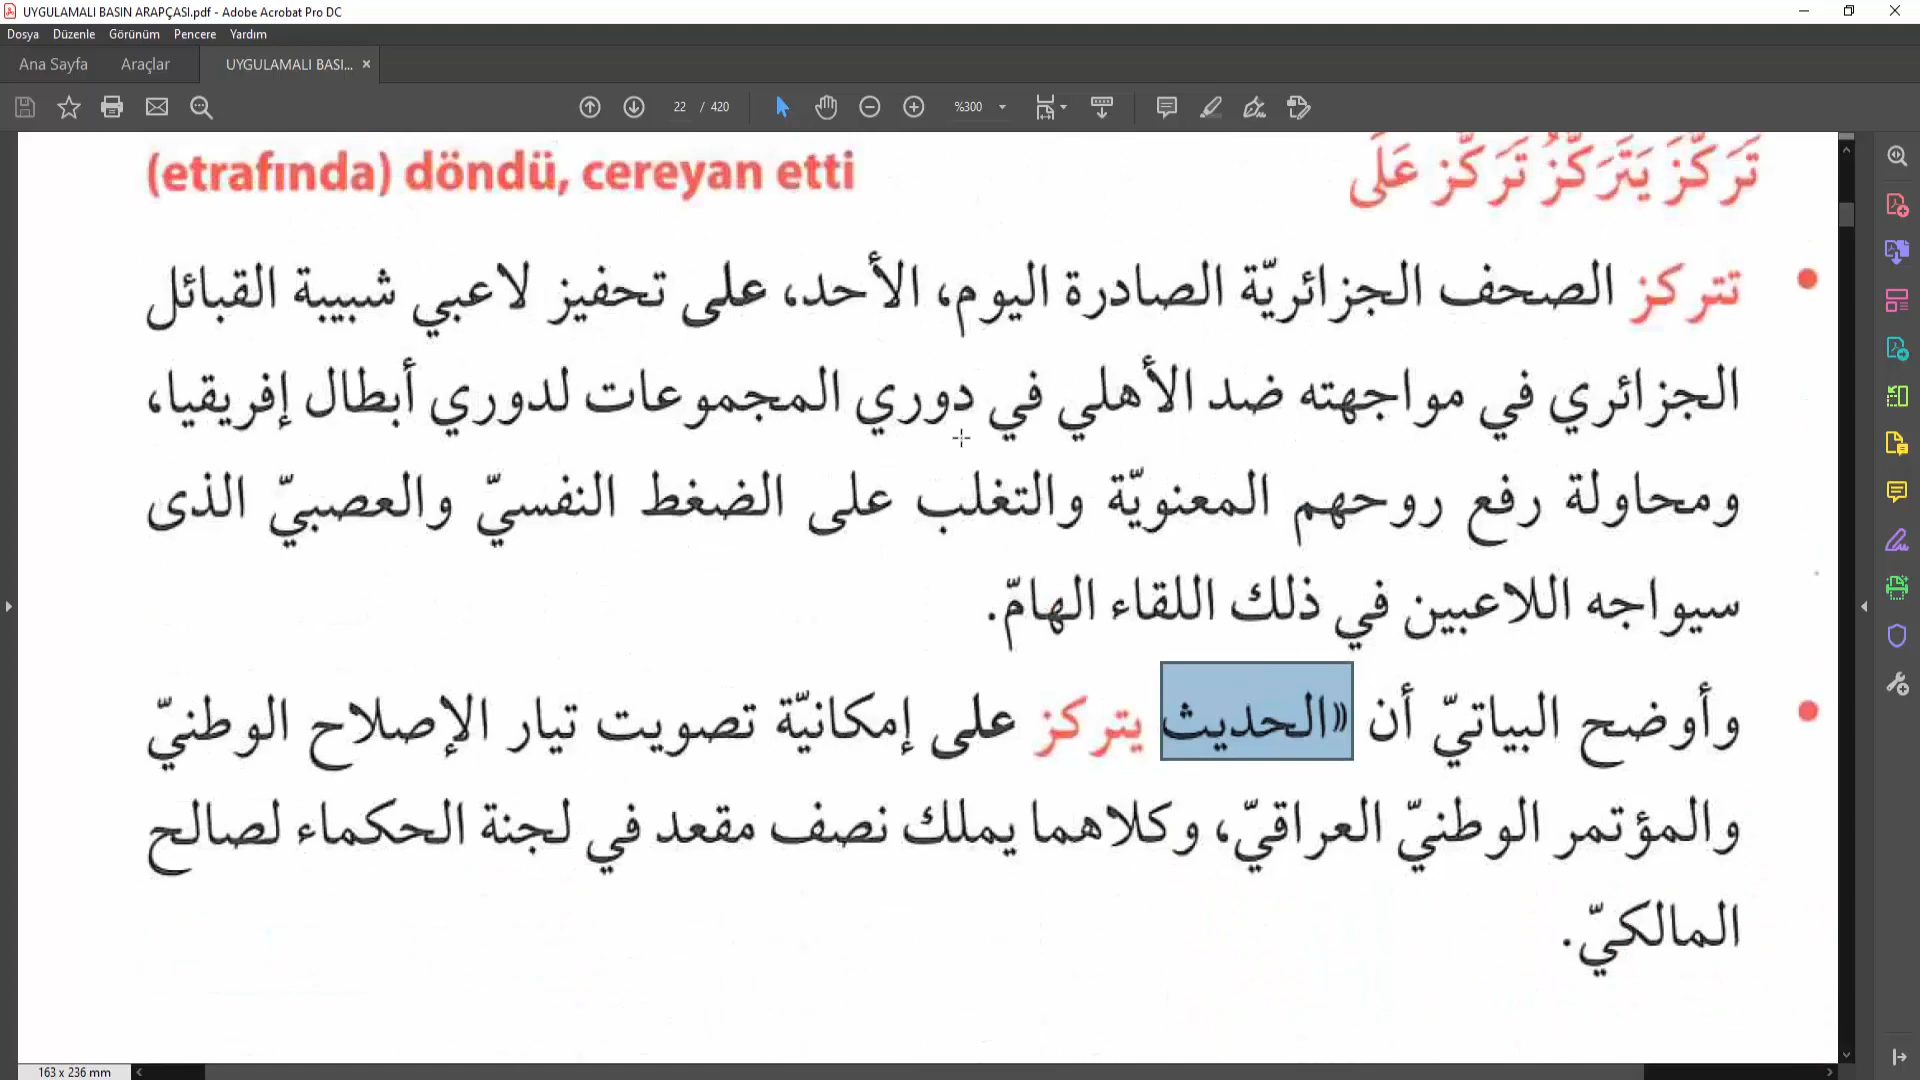 UYGULAMALI BASIN ARAPÇASI.pdf - Adobe Acrobat Pro DC
Dosya Düzenle Görünüm Pencere Yardım
Ana Sayfa Araçlar UYGULAMALI BASI... ×
22 / 420 %300
(etrafında) döndü, cereyan etti
تَرَكَّزَ يَتَرَكَّزُ تَرَكَّز عَلَى
• تتركز الصحف الجزائريّة الصادرة اليوم، الأحد، على تحفيز لاعبي شبيبة القبائل
الجزائري في مواجهته ضد الأهلي في دوري المجموعات لدوري أبطال إفريقيا،
ومحاولة رفع روحهم المعنويّة والتغلب على الضغط النفسيّ والعصبيّ الذى
سيواجه اللاعبين في ذلك اللقاء الهامّ.
• وأوضح البياتيّ أن «الحديث يتركز على إمكانيّة تصويت تيار الإصلاح الوطنيّ
والمؤتمر الوطنيّ العراقيّ، وكلاهما يملك نصف مقعد في لجنة الحكماء لصالح
المالكيّ.
163 x 236 mm